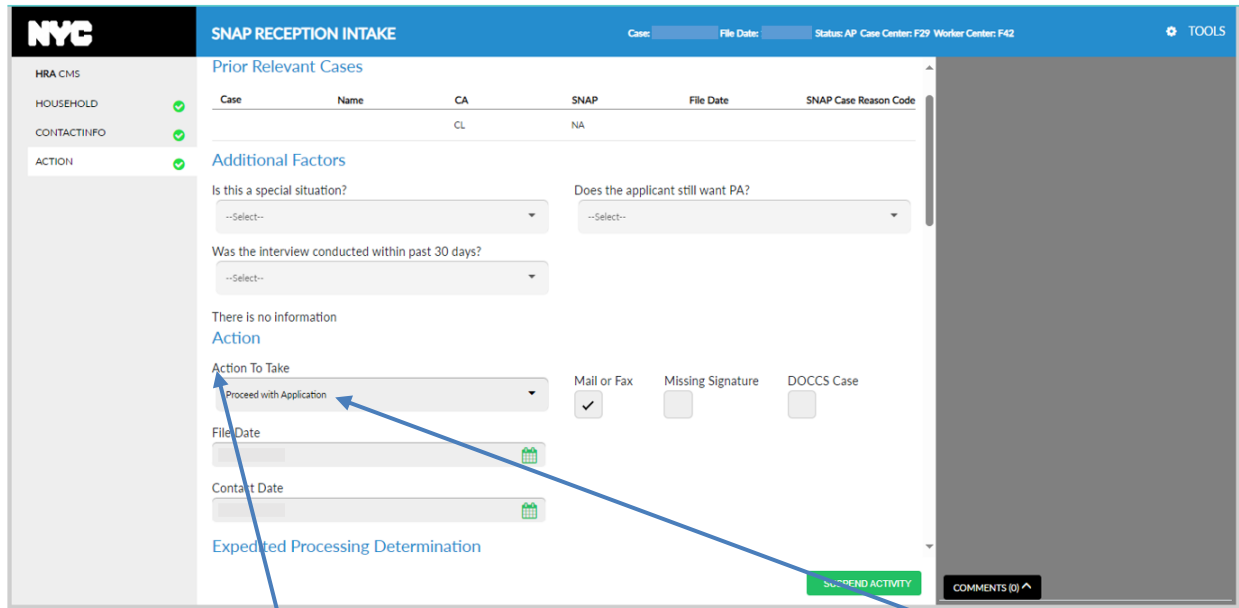 NYC
SNAP RECEPTION INTAKE
Case:
File Date:
Status: AP Case Center: F29 Worker Center: F42
TOOLS
HRA CMS
HOUSEHOLD
CONTACTINFO
ACTION
Prior Relevant Cases
Case Name CA SNAP File Date SNAP Case Reason Code
CL NA
Additional Factors
Is this a special situation? Does the applicant still want PA?
--Select-- --Select--
Was the interview conducted within past 30 days?
--Select--
There is no information
Action
Action To Take
Proceed with Application
Mail or Fax Missing Signature DOCCS Case
File Date
Contact Date
Expedited Processing Determination
SUSPEND ACTIVITY
COMMENTS (0)